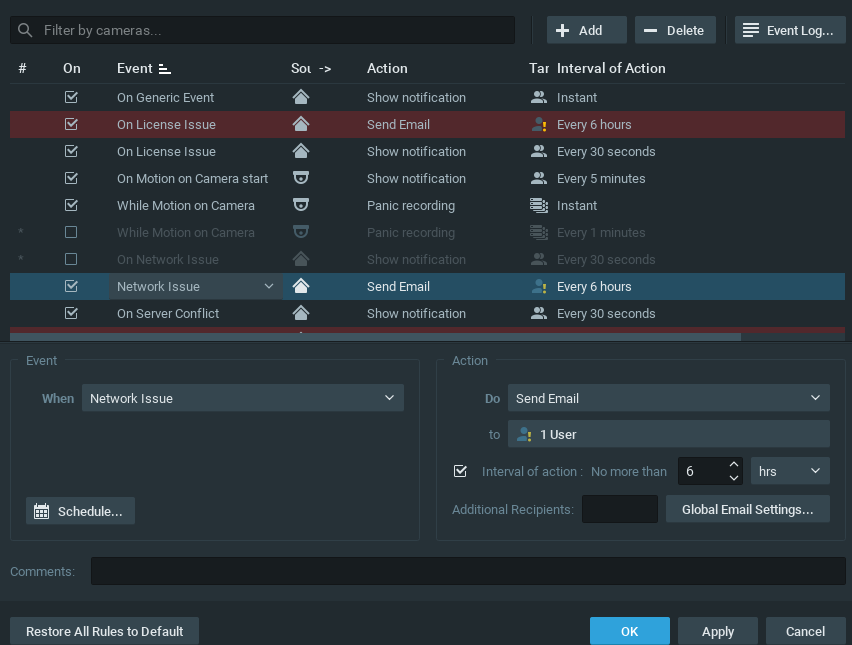 Filter by cameras...
Add
Delete
Event Log...
# On Event Sou -> Action Tar Interval of Action
On Generic Event Show notification Instant
On License Issue Send Email Every 6 hours
On License Issue Show notification Every 30 seconds
On Motion on Camera start Show notification Every 5 minutes
While Motion on Camera Panic recording Instant
* While Motion on Camera Panic recording Every 1 minutes
* On Network Issue Show notification Every 30 seconds
Network Issue Send Email Every 6 hours
On Server Conflict Show notification Every 30 seconds
Event
When Network Issue
Schedule...
Action
Do Send Email
to 1 User
Interval of action : No more than 6 hrs
Additional Recipients: Global Email Settings...
Comments:
Restore All Rules to Default
OK
Apply
Cancel